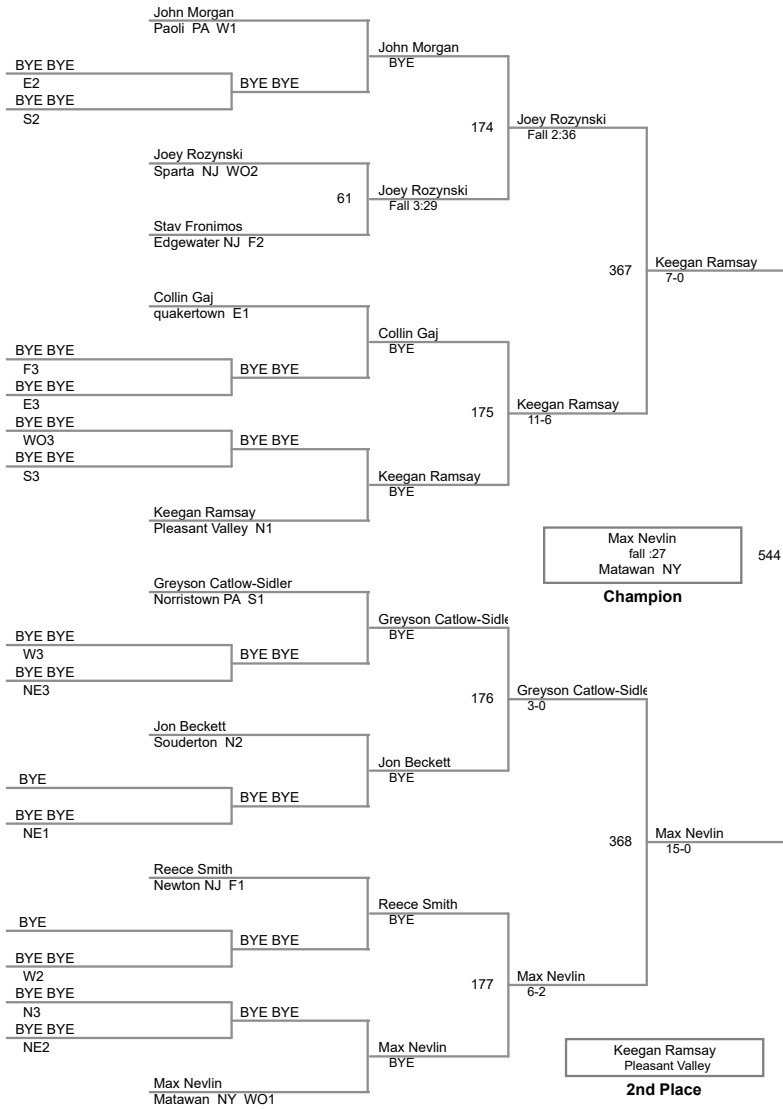 John Morgan
Paoli PA W1
John Morgan
BYE
BYE BYE
E2
BYE BYE
BYE BYE
S2
174
Joey Rozynski
Fall 2:36
Joey Rozynski
Sparta NJ WO2
61
Joey Rozynski
Fall 3:29
Stav Fronimos
Edgewater NJ F2
367
Keegan Ramsay
7-0
Collin Gaj
quakertown E1
Collin Gaj
BYE
BYE BYE
F3
BYE BYE
BYE BYE
E3
175
Keegan Ramsay
11-6
BYE BYE
WO3
BYE BYE
BYE BYE
S3
Keegan Ramsay
BYE
Keegan Ramsay
Pleasant Valley N1
Max Nevlin
fall :27
Matawan NY
544
Champion
Greyson Catlow-Sidler
Norristown PA S1
Greyson Catlow-Sidle
BYE
BYE BYE
W3
BYE BYE
BYE BYE
NE3
176
Greyson Catlow-Sidle
3-0
Jon Beckett
Souderton N2
Jon Beckett
BYE
BYE
BYE BYE
BYE BYE
NE1
368
Max Nevlin
15-0
Reece Smith
Newton NJ F1
Reece Smith
BYE
BYE
BYE BYE
BYE BYE
W2
177
Max Nevlin
6-2
BYE BYE
N3
BYE BYE
BYE BYE
NE2
Max Nevlin
BYE
Max Nevlin
Matawan NY WO1
Keegan Ramsay
Pleasant Valley
2nd Place